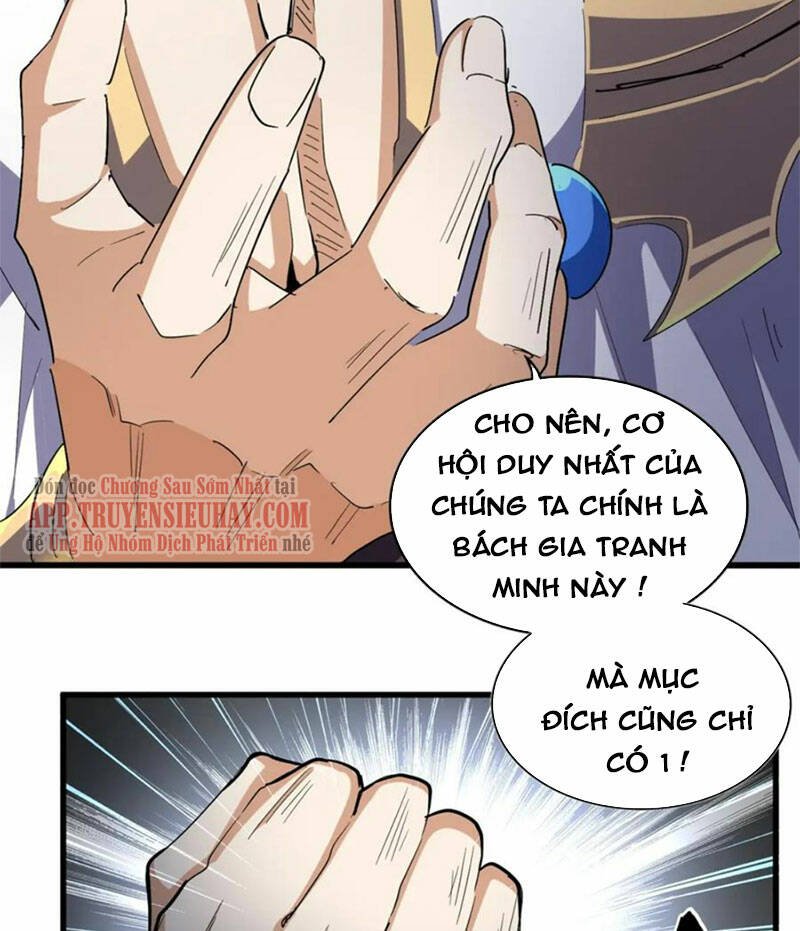 CHO NÊN, CƠ
HỘI DUY NHẤT CỦA
CHÚNG TA CHÍNH LÀ
BÁCH GIA TRANH
MINH NÀY !
Đón đọc Chương Sau Sớm Nhất tại
APP.TRUYENSIEUHAY.COM
để Ủng Hộ Nhóm Dịch Phát Triển nhé
MÀ MỤC
ĐÍCH CŨNG CHỈ
CÓ 1 !